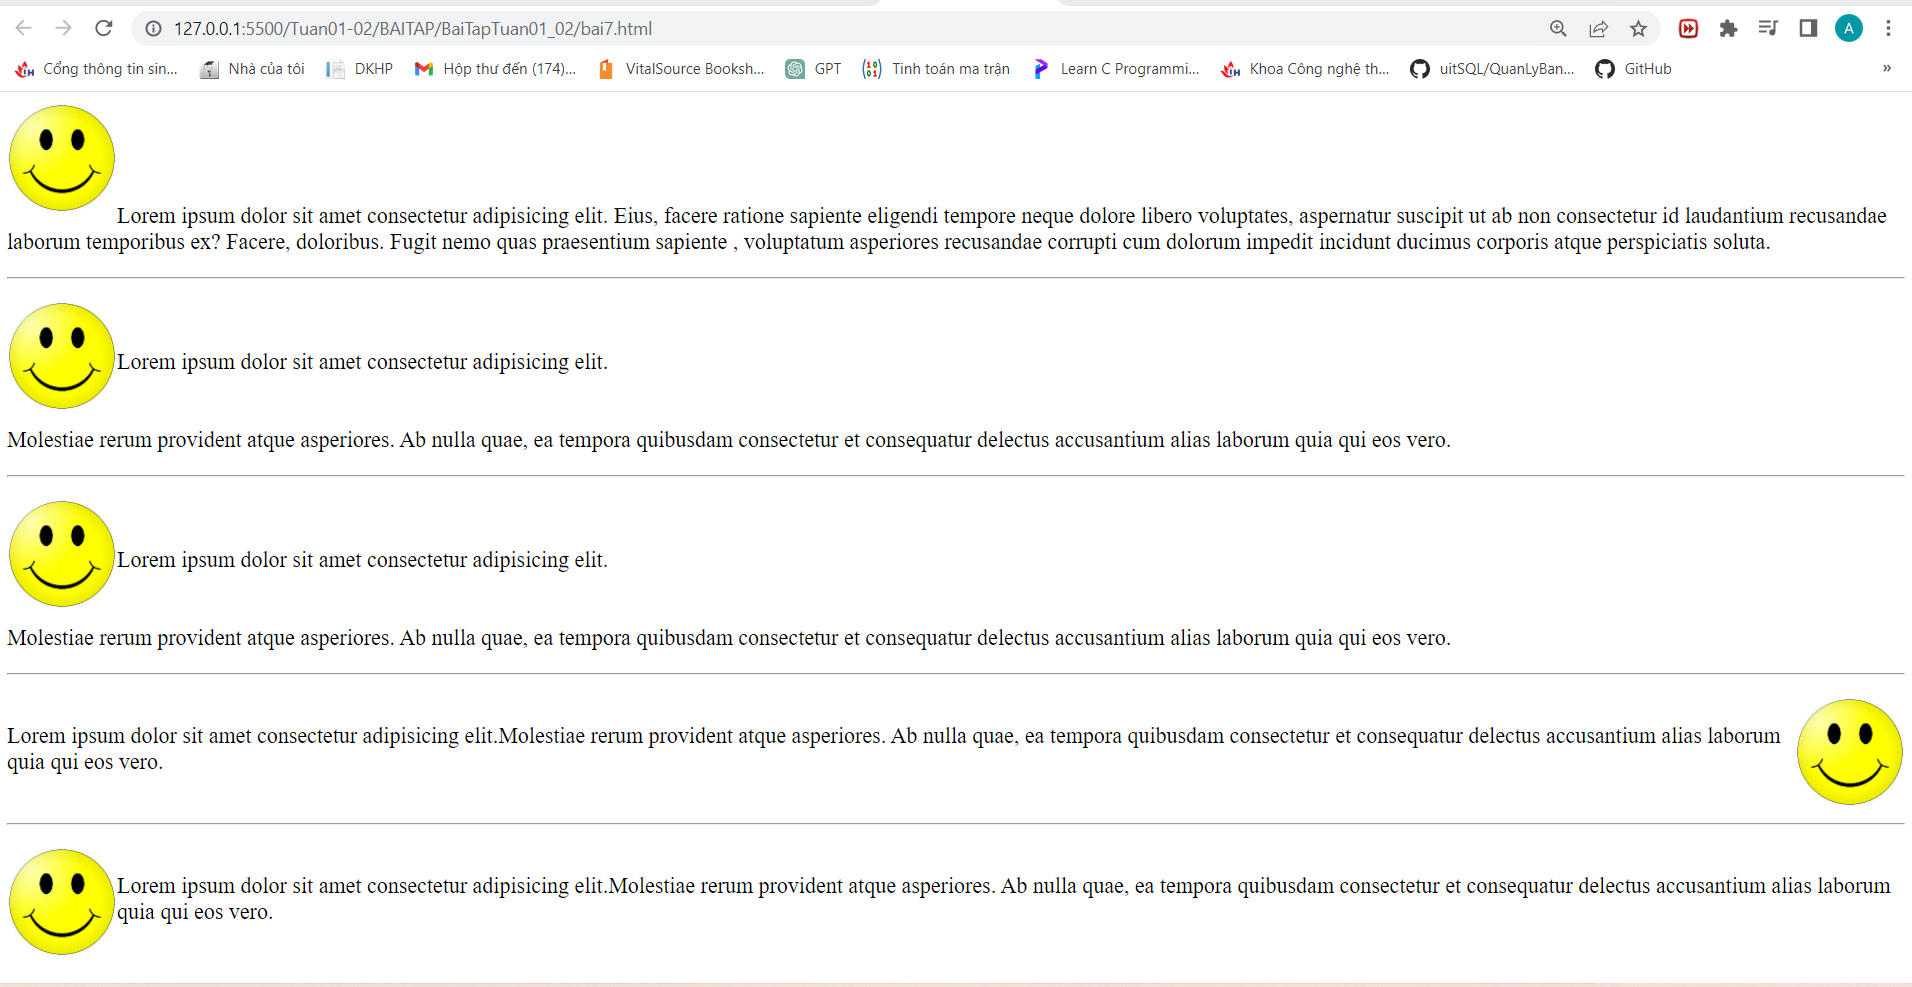 127.0.0.1:5500/Tuan01-02/BAITAP/BaiTapTuan01_02/bai7.html
A
Cổng thông tin sin... Nhà của tôi DKHP Hộp thư đến (174)... VitalSource Booksh... GPT Tinh toán ma trận Learn C Programmi... Khoa Công nghệ th... uitSQL/QuanLyBan... GitHub »
Lorem ipsum dolor sit amet consectetur adipisicing elit. Eius, facere ratione sapiente eligendi tempore neque dolore libero voluptates, aspernatur suscipit ut ab non consectetur id laudantium recusandae
laborum temporibus ex? Facere, doloribus. Fugit nemo quas praesentium sapiente , voluptatum asperiores recusandae corrupti cum dolorum impedit incidunt ducimus corporis atque perspiciatis soluta.
Lorem ipsum dolor sit amet consectetur adipisicing elit.
Molestiae rerum provident atque asperiores. Ab nulla quae, ea tempora quibusdam consectetur et consequatur delectus accusantium alias laborum quia qui eos vero.
Lorem ipsum dolor sit amet consectetur adipisicing elit.
Molestiae rerum provident atque asperiores. Ab nulla quae, ea tempora quibusdam consectetur et consequatur delectus accusantium alias laborum quia qui eos vero.
Lorem ipsum dolor sit amet consectetur adipisicing elit.Molestiae rerum provident atque asperiores. Ab nulla quae, ea tempora quibusdam consectetur et consequatur delectus accusantium alias laborum
quia qui eos vero.
Lorem ipsum dolor sit amet consectetur adipisicing elit.Molestiae rerum provident atque asperiores. Ab nulla quae, ea tempora quibusdam consectetur et consequatur delectus accusantium alias laborum
quia qui eos vero.